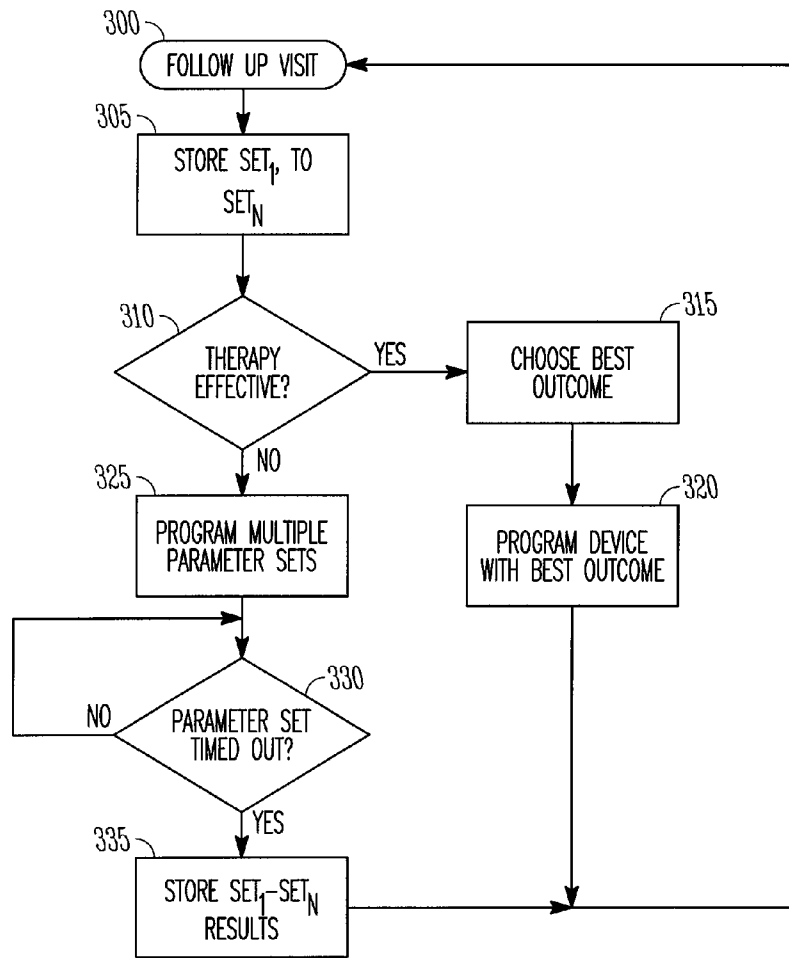 300
FOLLOW UP VISIT
305
STORE SET₁, TO
SET_N
310
THERAPY
EFFECTIVE?
YES
315
CHOOSE BEST
OUTCOME
NO
325
PROGRAM MULTIPLE
PARAMETER SETS
320
PROGRAM DEVICE
WITH BEST OUTCOME
330
NO
PARAMETER SET
TIMED OUT?
YES
335
STORE SET₁-SET_N
RESULTS